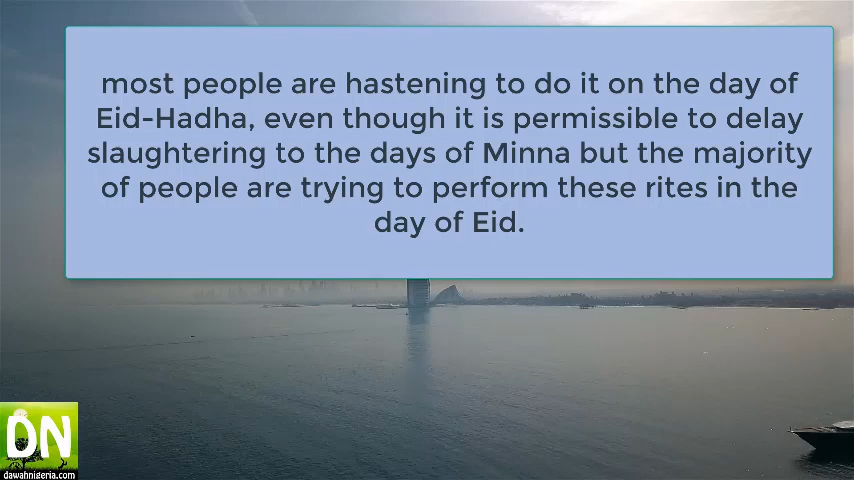 most people are hastening to do it on the day of
Eid-Hadha, even though it is permissible to delay
slaughtering to the days of Minna but the majority
of people are trying to perform these rites in the
day of Eid.
DN
dawahnigeria.com